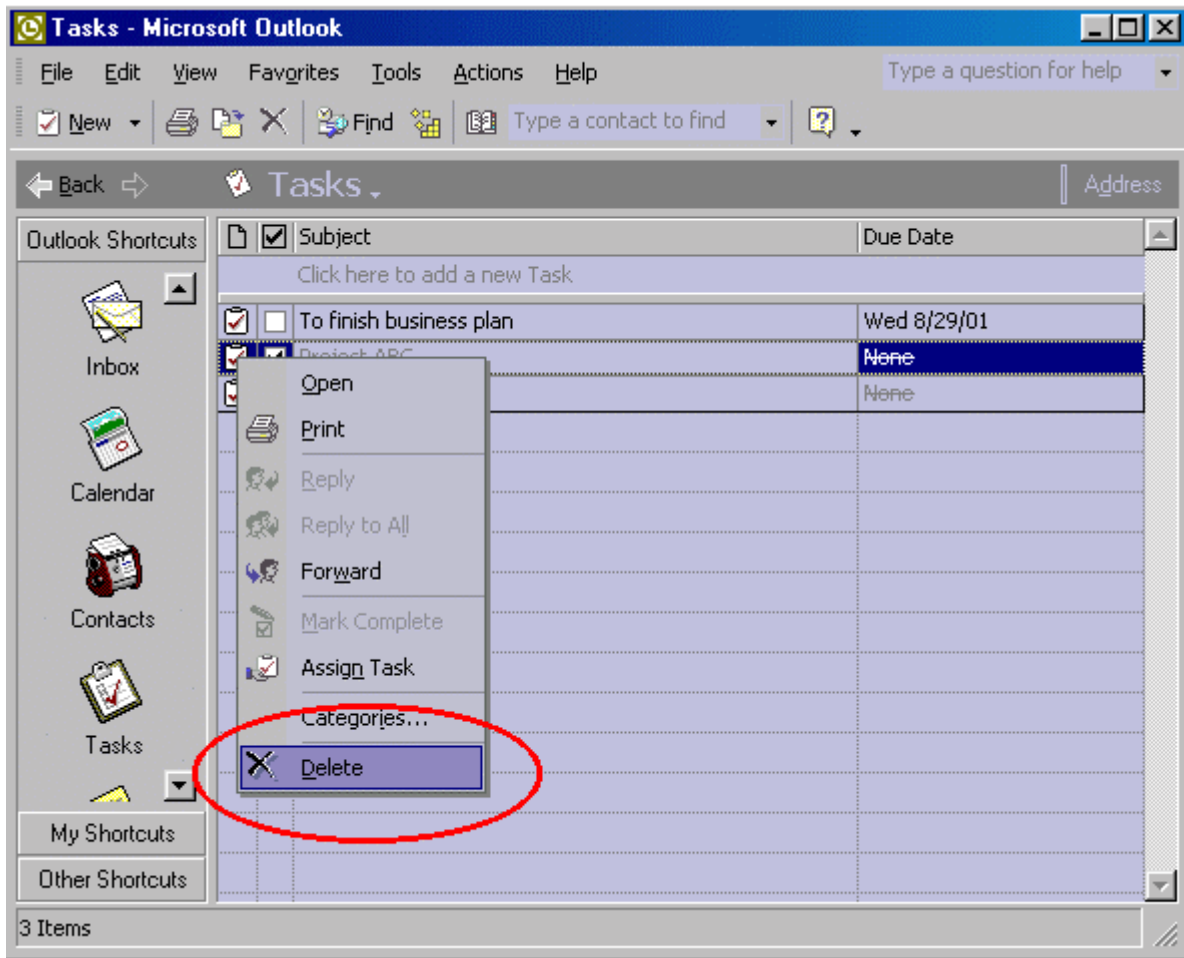 Tasks - Microsoft Outlook
File Edit View Favorites Tools Actions Help Type a question for help
New Find Type a contact to find
Back Tasks Address
Outlook Shortcuts Subject Due Date
Click here to add a new Task
To finish business plan Wed 8/29/01
Project ABC None
None
Inbox
Calendar
Contacts
Tasks
My Shortcuts
Other Shortcuts
Open
Print
Reply
Reply to All
Forward
Mark Complete
Assign Task
Categories...
Delete
3 Items